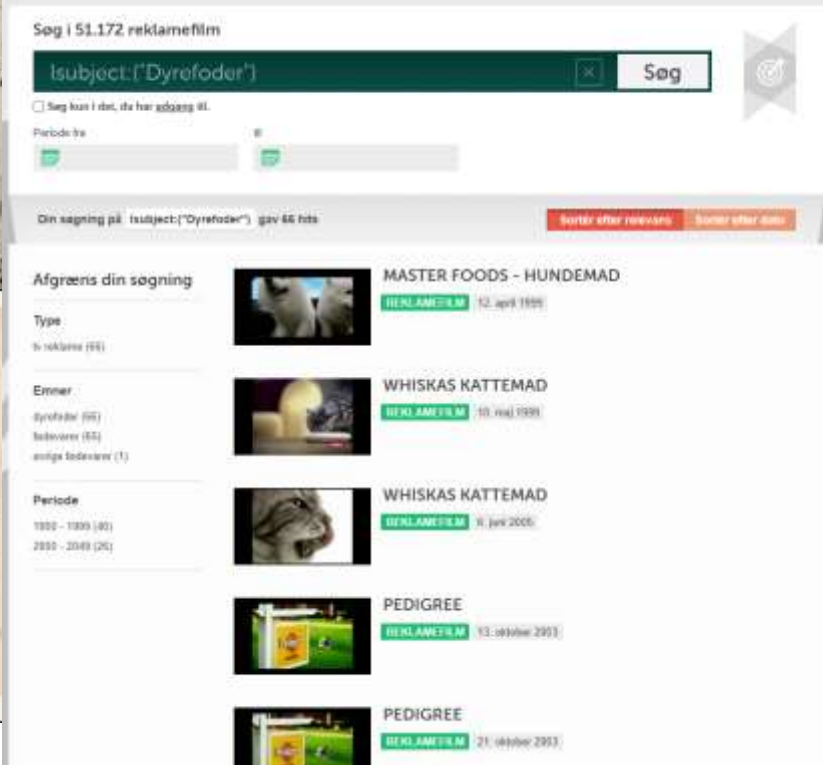 Søg i 51.172 reklamefilm
lsubject:("Dyrefoder")
Søg
Søg kun i det, du har adgang til.
Periode fra
til
Din søgning på lsubject:("Dyrefoder") gav 66 hits
Sortér efter relevans
Sortér efter dato
Afgræns din søgning
Type
tv reklame (66)
Emner
dyrefoder (66)
fødevarer (65)
øvrige fødevarer (1)
Periode
1950 - 1999 (40)
2000 - 2049 (26)
MASTER FOODS - HUNDEMAD
REKLAMEFILM 12. april 1999
WHISKAS KATTEMAD
REKLAMEFILM 10. maj 1999
WHISKAS KATTEMAD
REKLAMEFILM juni 2005
PEDIGREE
REKLAMEFILM 13. oktober 2003
PEDIGREE
REKLAMEFILM 21. oktober 2003